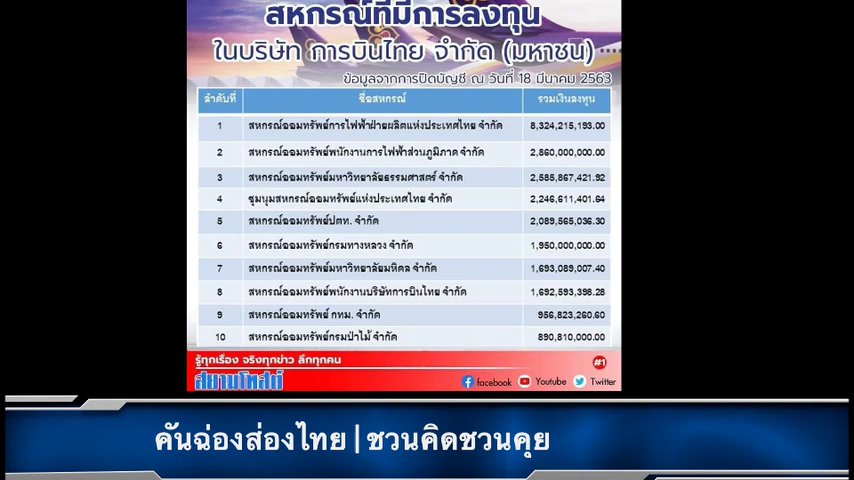 สหกรณ์ที่มีการลงทุน
ในบริษัท การบินไทย จำกัด (มหาชน)
ข้อมูลจากการปิดบัญชี ณ วันที่ 18 มีนาคม 2563
ลำดับที่ ชื่อสหกรณ์ รวมเงินลงทุน
1 สหกรณ์ออมทรัพย์การไฟฟ้าฝ่ายผลิตแห่งประเทศไทย จำกัด 8,324,215,193.00
2 สหกรณ์ออมทรัพย์พนักงานการไฟฟ้าส่วนภูมิภาค จำกัด 2,860,000,000.00
3 สหกรณ์ออมทรัพย์มหาวิทยาลัยธรรมศาสตร์ จำกัด 2,585,867,421.92
4 ชุมนุมสหกรณ์ออมทรัพย์แห่งประเทศไทย จำกัด 2,246,611,401.64
5 สหกรณ์ออมทรัพย์ปตท. จำกัด 2,089,565,036.30
6 สหกรณ์ออมทรัพย์กรมทางหลวง จำกัด 1,950,000,000.00
7 สหกรณ์ออมทรัพย์มหาวิทยาลัยมหิดล จำกัด 1,693,089,007.40
8 สหกรณ์ออมทรัพย์พนักงานบริษัทการบินไทย จำกัด 1,692,593,398.28
9 สหกรณ์ออมทรัพย์ กทม. จำกัด 956,823,260.60
10 สหกรณ์ออมทรัพย์กรมป่าไม้ จำกัด 890,810,000.00
รู้ทุกเรื่อง จริงทุกข่าว ลึกทุกคน #1
สยามโพสต์ facebook Youtube Twitter
คันฉ่องส่องไทย|ชวนคิดชวนคุย